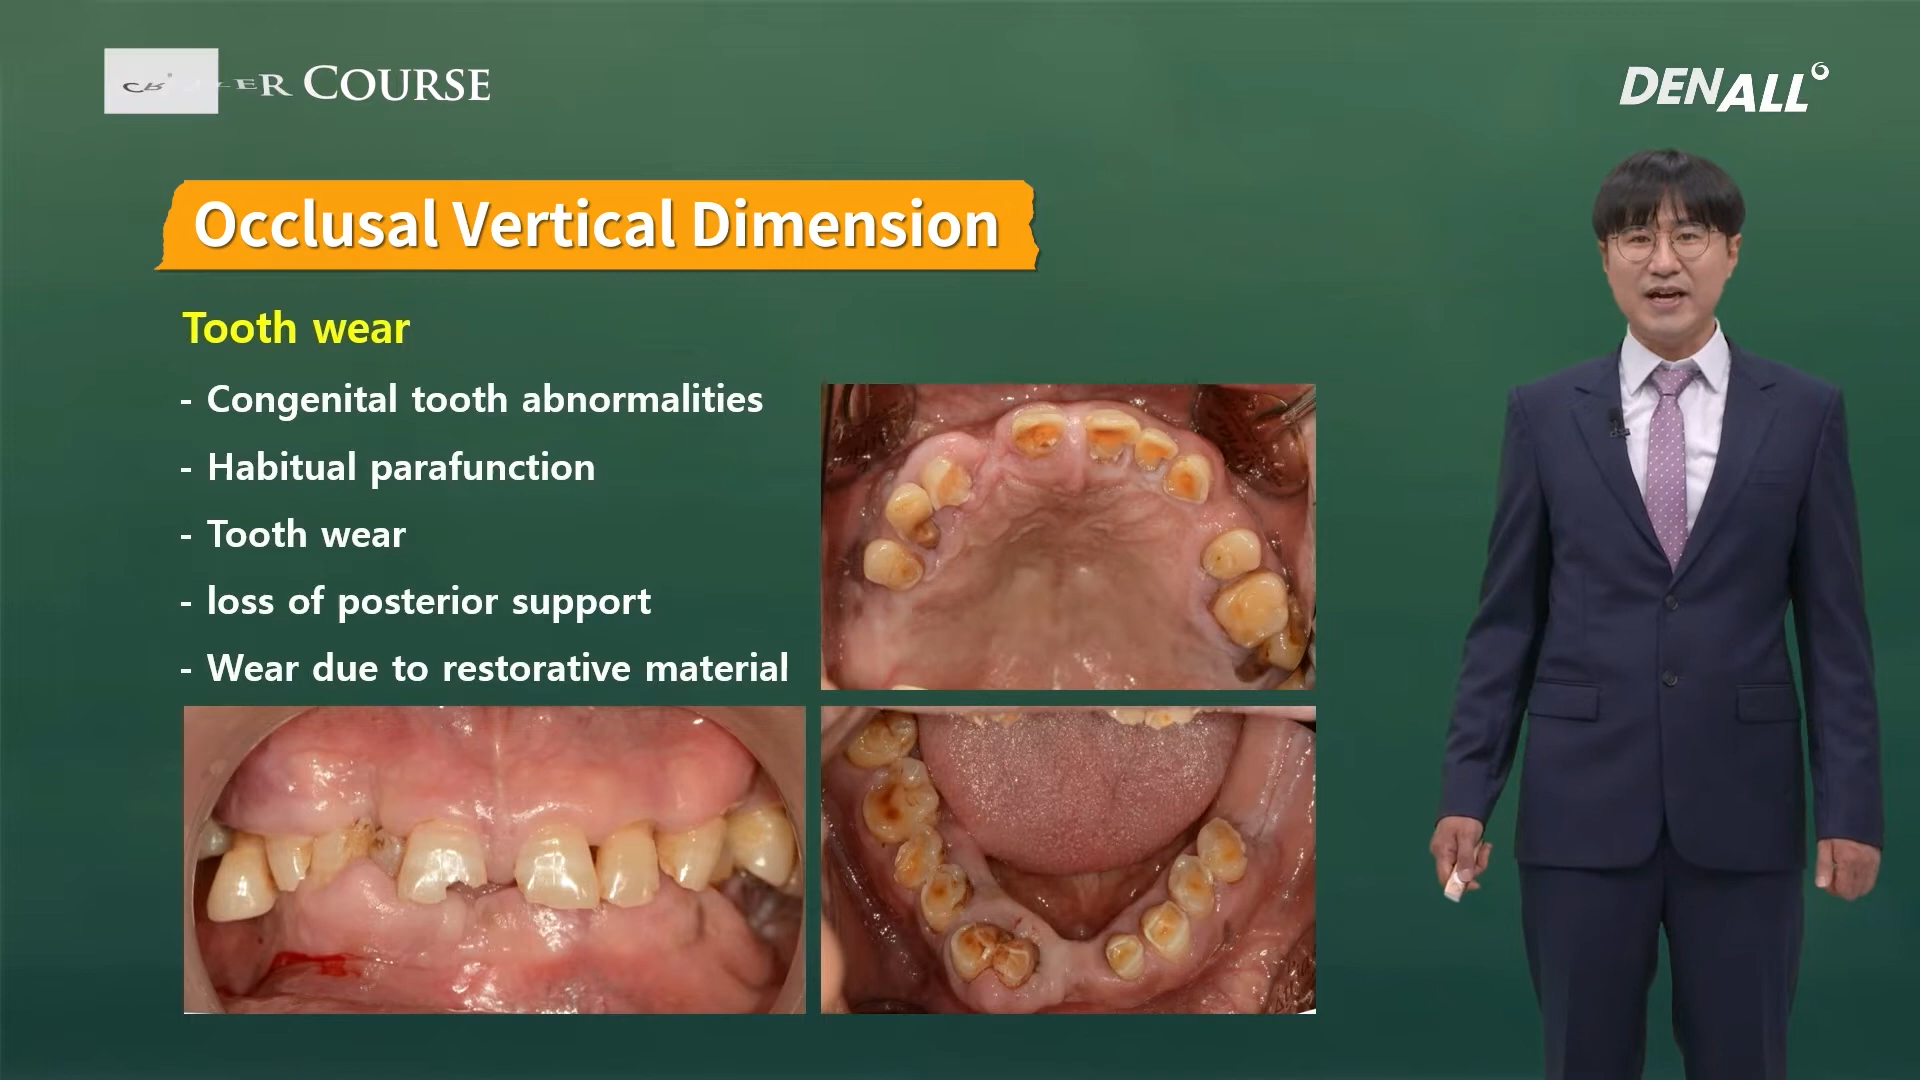 COURSE
DENALL
Occlusal Vertical Dimension
Tooth wear
- Congenital tooth abnormalities
- Habitual parafunction
- Tooth wear
- loss of posterior support
- Wear due to restorative material